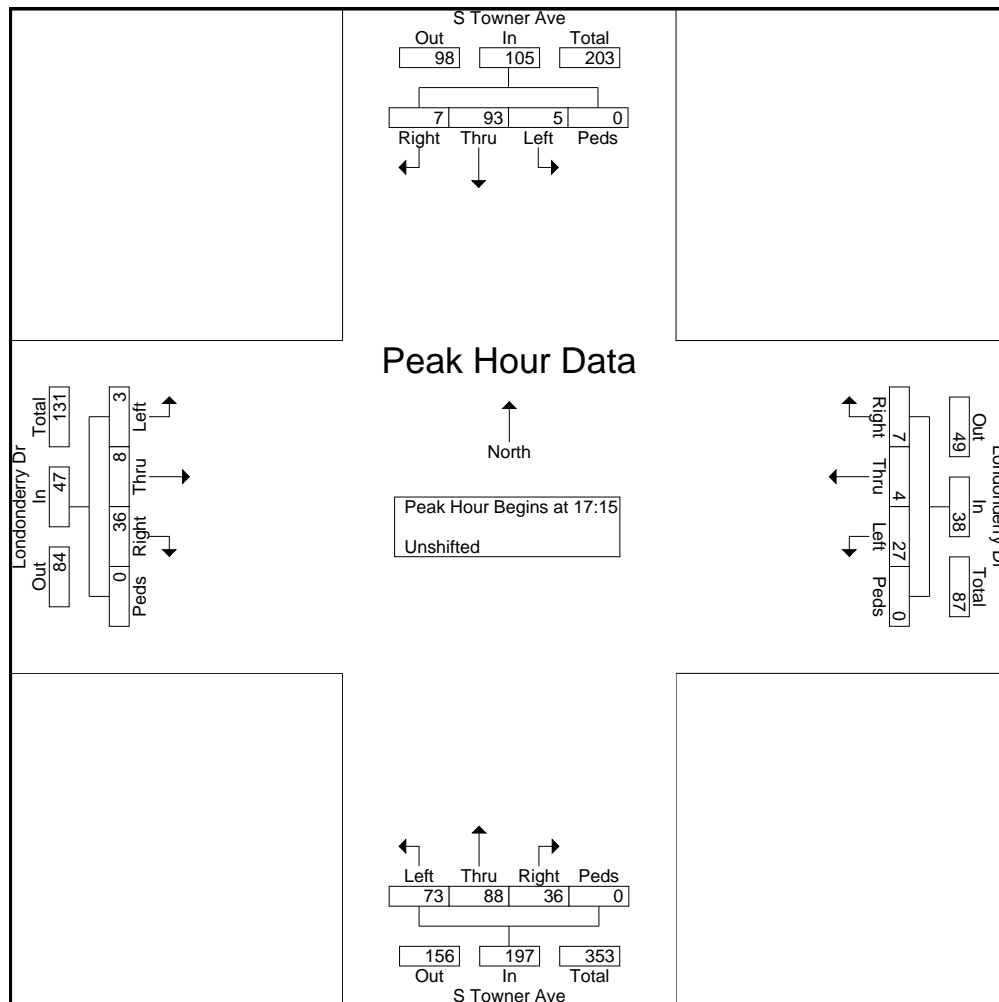 S Towner Ave
Out In Total
98 105 203
7 93 5 0
Right Thru Left Peds
Peak Hour Data
North
Peak Hour Begins at 17:15
Unshifted
Londonderry Dr
Out In Total
84 47 131
Left Thru Right Peds
3 8 36 0
Londonderry Dr
Out In Total
49 38 87
Right Thru Left Peds
7 4 27 0
Left Thru Right Peds
73 88 36 0
156 197 353
Out In Total
S Towner Ave